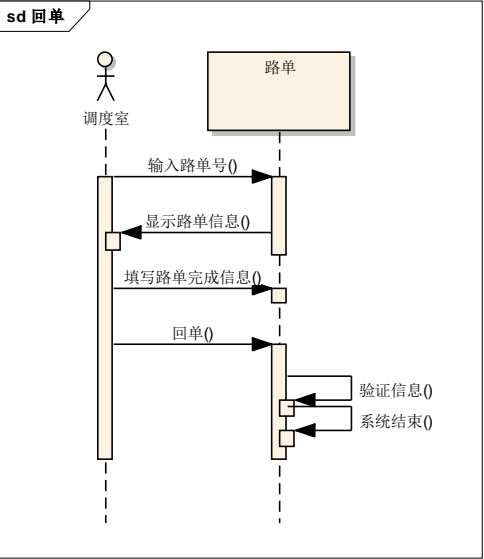 sd 回单
路单
调度室
输入路单号()
显示路单信息()
填写路单完成信息()
回单()
验证信息()
系统结束()